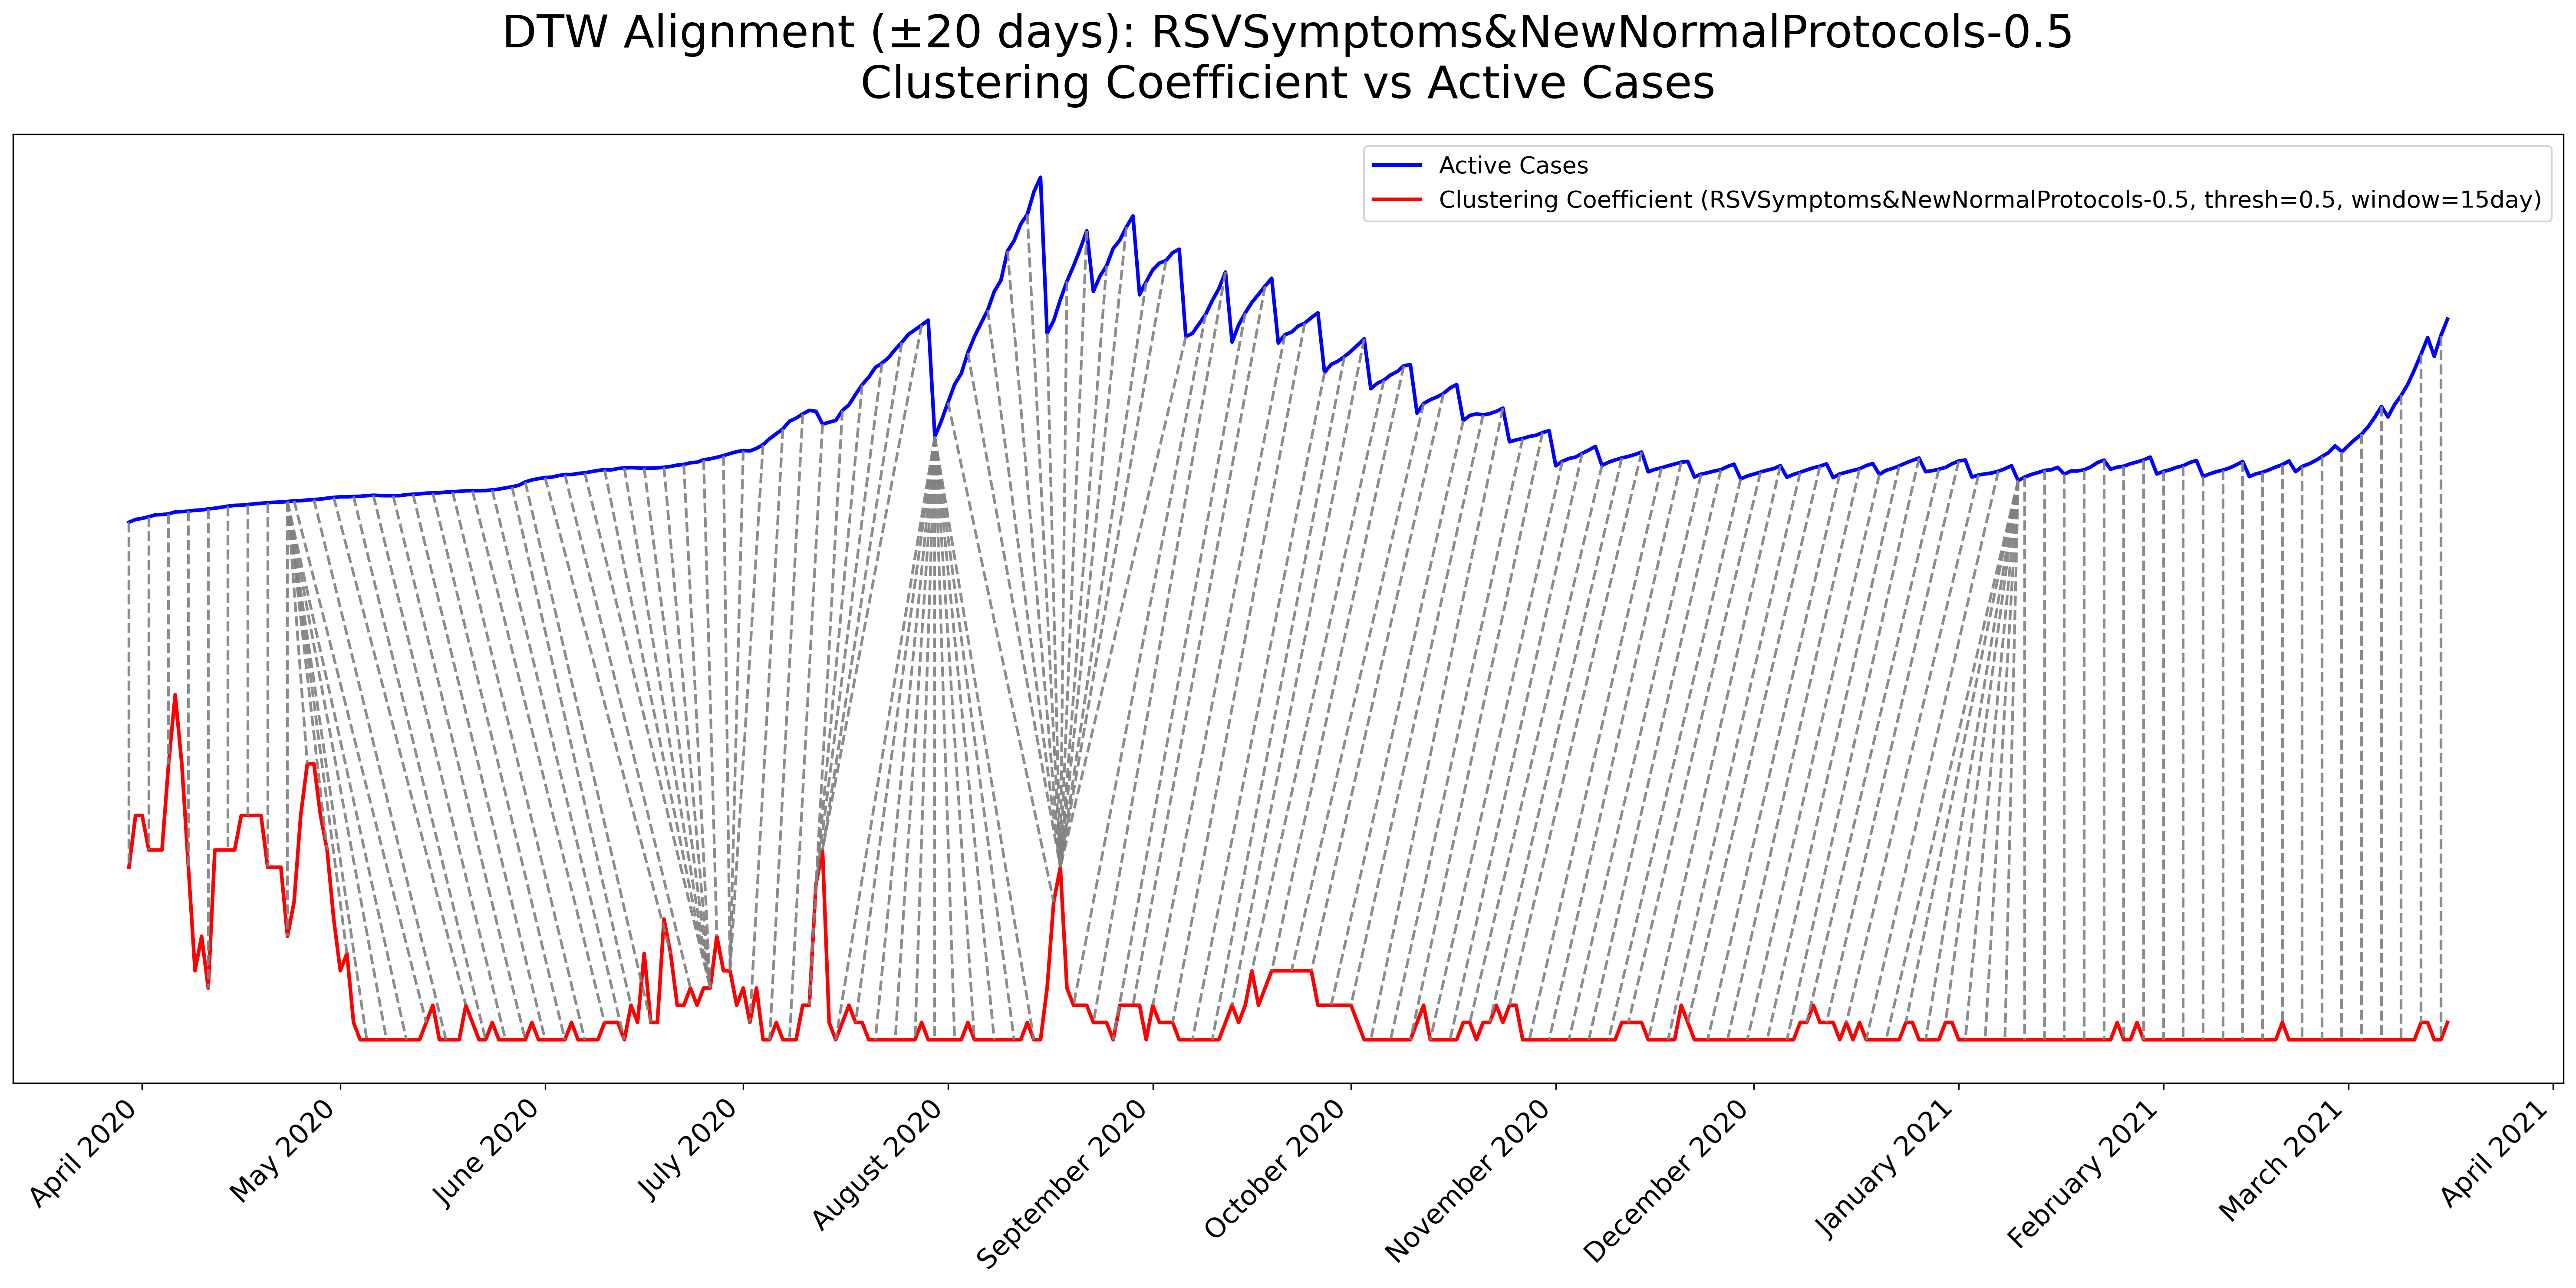 DTW Alignment (±20 days): RSVSymptoms&NewNormalProtocols-0.5
Clustering Coefficient vs Active Cases
Active Cases
Clustering Coefficient (RSVSymptoms&NewNormalProtocols-0.5, thresh=0.5, window=15day)
April 2020
May 2020
June 2020
July 2020
August 2020
September 2020
October 2020
November 2020
December 2020
January 2021
February 2021
March 2021
April 2021